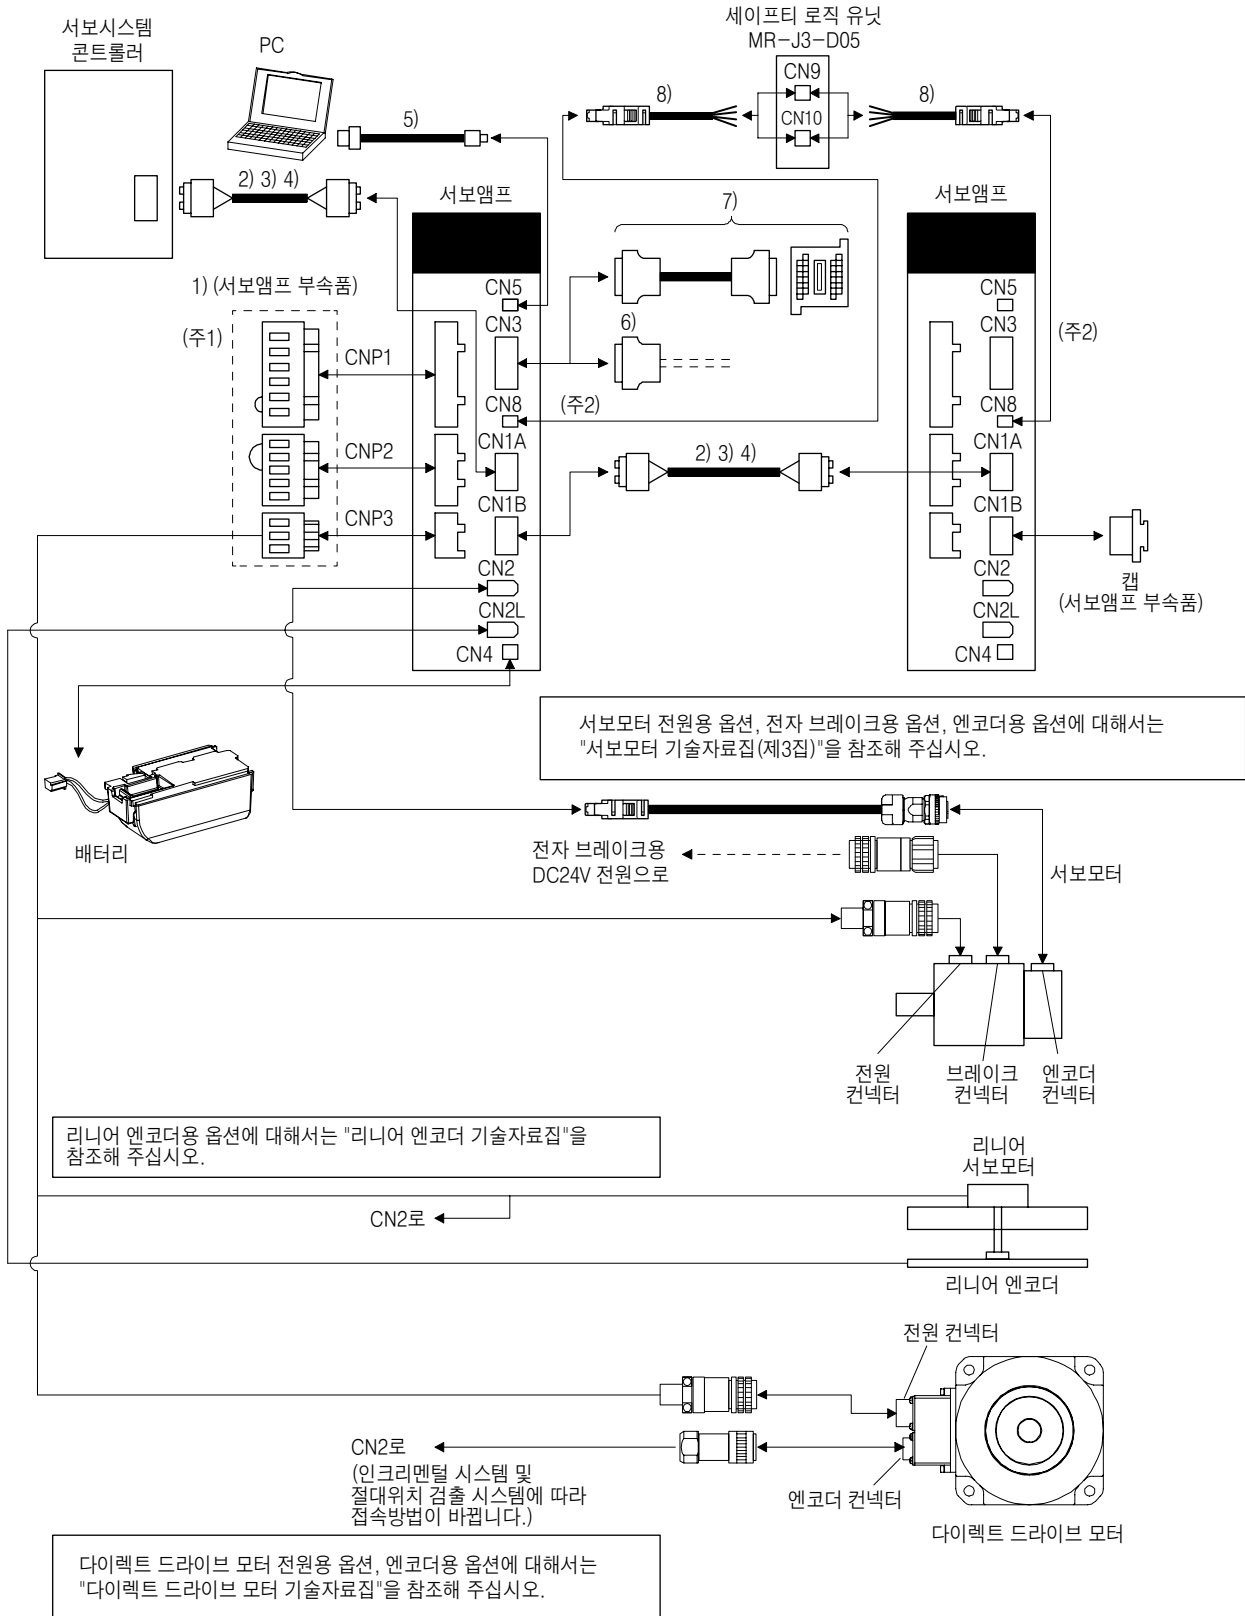 서보시스템
콘트롤러
PC
세이프티 로직 유닛
MR-J3-D05
CN9
CN10
8)
8)
5)
2) 3) 4)
서보앰프
서보앰프
7)
1) (서보앰프 부속품)
(주1)
CNP1
CNP2
CNP3
CN5
CN3
CN8
CN1A
CN1B
CN2
CN2L
CN4
6)
(주2)
2) 3) 4)
CN5
CN3
CN8
CN1A
CN1B
CN2
CN2L
CN4
(주2)
캡
(서보앰프 부속품)
서보모터 전원용 옵션, 전자 브레이크용 옵션, 엔코더용 옵션에 대해서는
"서보모터 기술자료집(제3집)"을 참조해 주십시오.
배터리
전자 브레이크용
DC24V 전원으로
서보모터
전원
컨넥터
브레이크
컨넥터
엔코더
컨넥터
리니어 엔코더용 옵션에 대해서는 "리니어 엔코더 기술자료집"을
참조해 주십시오.
리니어
서보모터
CN2로
리니어 엔코더
전원 컨넥터
CN2로
(인크리멘털 시스템 및
절대위치 검출 시스템에 따라
접속방법이 바뀝니다.)
엔코더 컨넥터
다이렉트 드라이브 모터
다이렉트 드라이브 모터 전원용 옵션, 엔코더용 옵션에 대해서는
"다이렉트 드라이브 모터 기술자료집"을 참조해 주십시오.